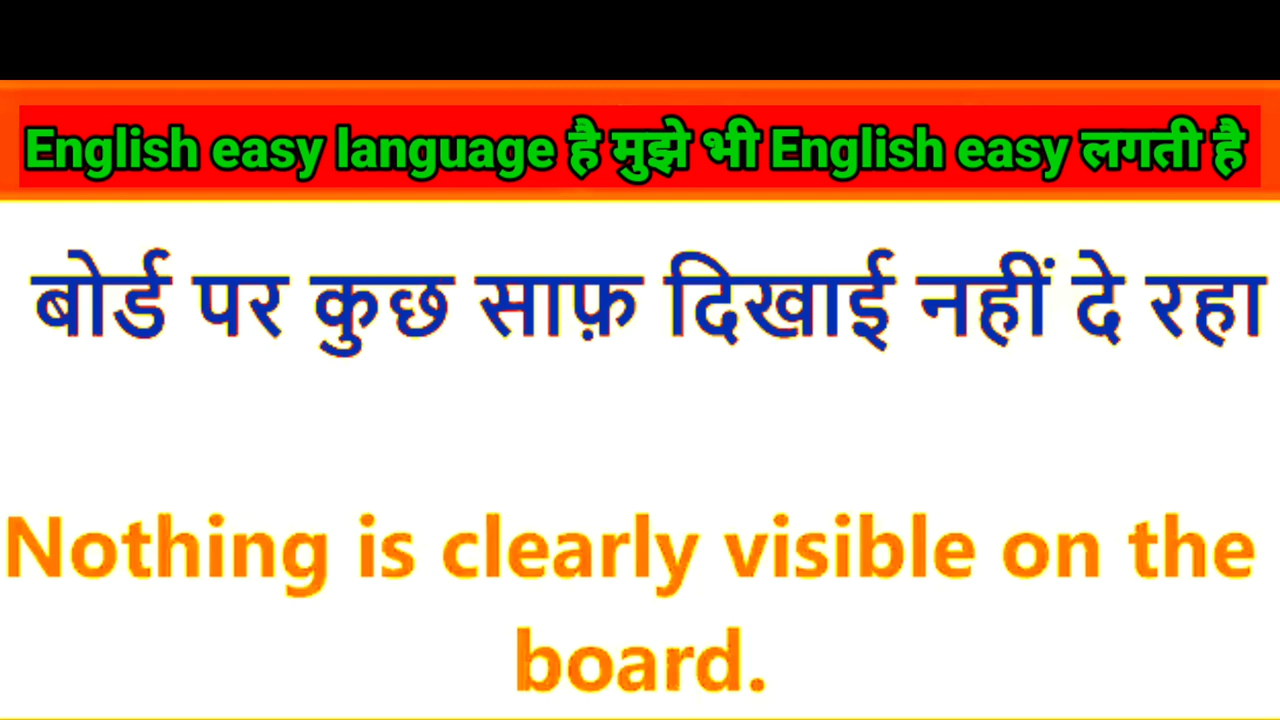 English easy language है मुझे भी English easy लगती है
बोर्ड पर कुछ साफ़ दिखाई नहीं दे रहा
Nothing is clearly visible on the
board.